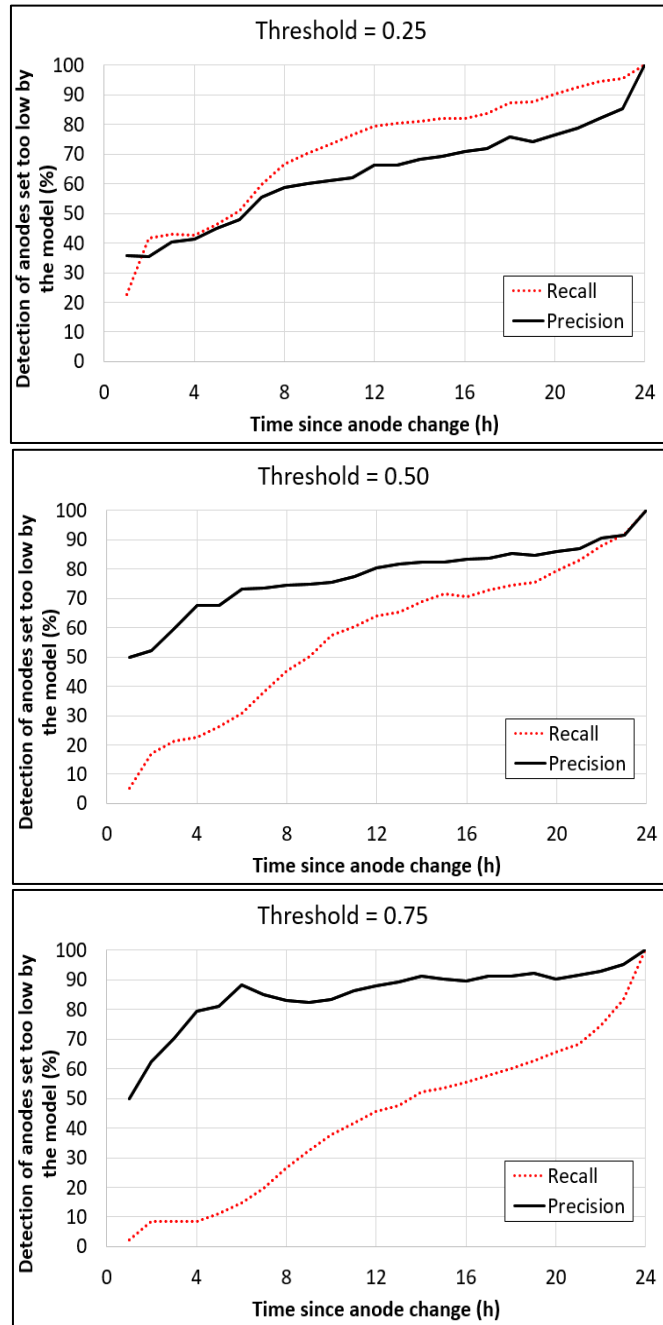 Threshold = 0.25
Detection of anodes set too low by
the model (%)
100
90
80
70
60
50
40
30
20
10
0
Recall
Precision
0 4 8 12 16 20 24
Time since anode change (h)
Threshold = 0.50
Detection of anodes set too low by
the model (%)
100
90
80
70
60
50
40
30
20
10
0
Recall
Precision
0 4 8 12 16 20 24
Time since anode change (h)
Threshold = 0.75
Detection of anodes set too low by
the model (%)
100
90
80
70
60
50
40
30
20
10
0
Recall
Precision
0 4 8 12 16 20 24
Time since anode change (h)